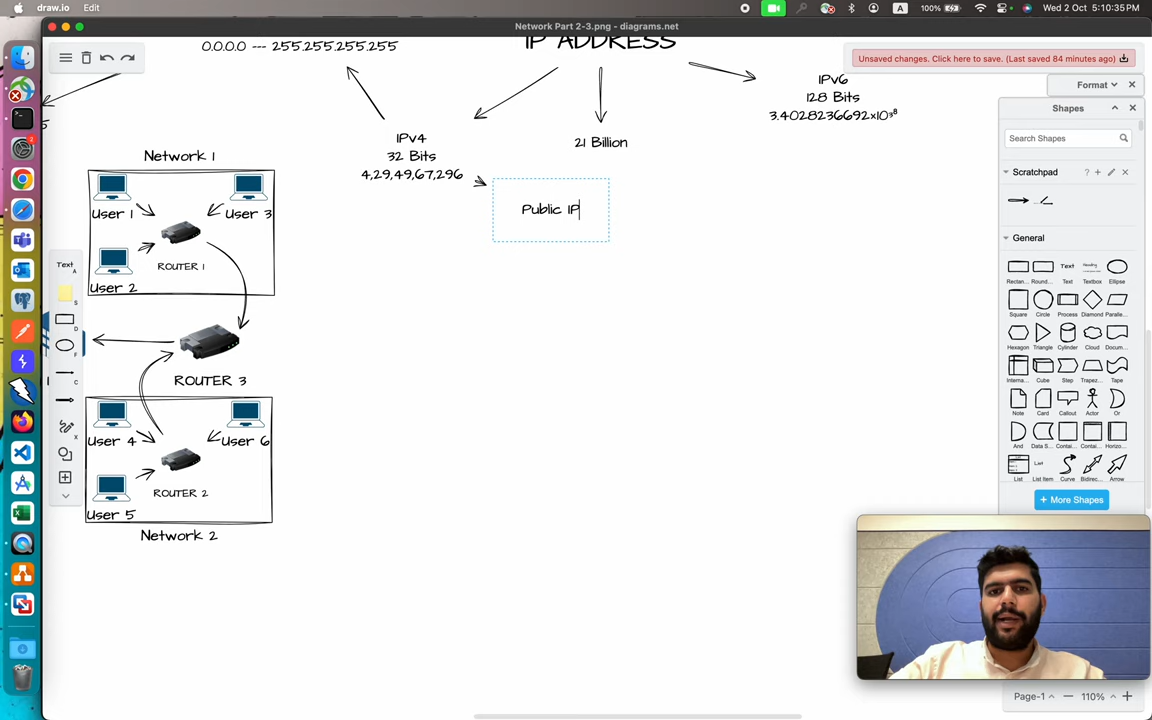 draw.io
Edit
100%
A
Wed 2 Oct 5:10:35 PM
Network Part 2-3.png - diagrams.net
0.0.0.0 --- 255.255.255.255
IP ADDRESS
Unsaved changes. Click here to save. (Last saved 84 minutes ago)
Format
IPv6
128 Bits
3.4028236692x10³⁸
Shapes
Search Shapes
Scratchpad
General
IPv4
32 Bits
4,29,49,67,296
21 Billion
Public IP
Network 1
User 1
User 3
User 2
ROUTER 1
ROUTER 3
User 4
User 6
User 5
ROUTER 2
Network 2
Text
A
S
D
F
C
X
Rectan...
Round...
Text
Heading
Textbox
Ellipse
Square
Circle
Process
Diamond
Paralle...
Hexagon
Triangle
Cylinder
Cloud
Docum...
Interna...
Cube
Step
Trapez...
Tape
Note
Card
Callout
Actor
Or
And
Data S...
Contai...
Contai...
Horizo...
List
List
List Item
Curve
Bidirec...
Arrow
+ More Shapes
Page-1
110%